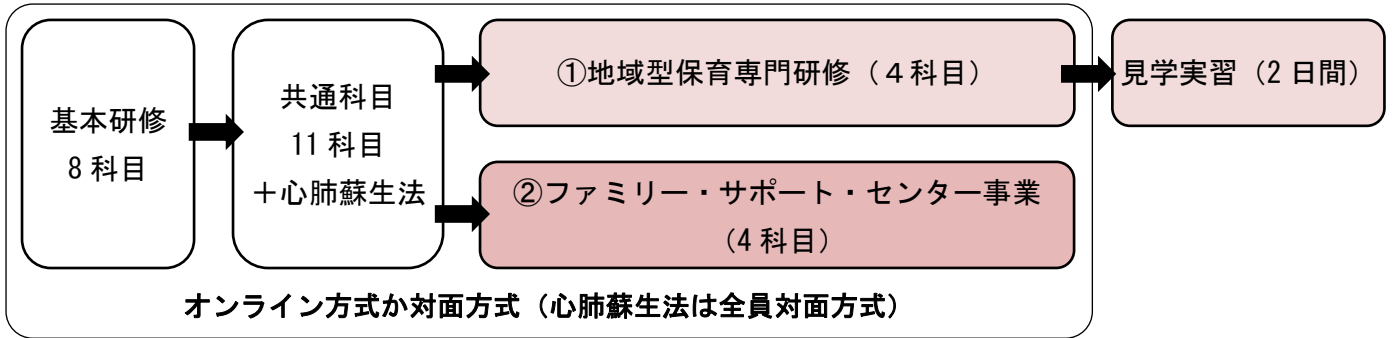 基本研修
8科目
共通科目
11科目
＋心肺蘇生法
①地域型保育専門研修（４科目）
②ファミリー・サポート・センター事業
（4科目）
見学実習（2日間）
オンライン方式か対面方式（心肺蘇生法は全員対面方式）